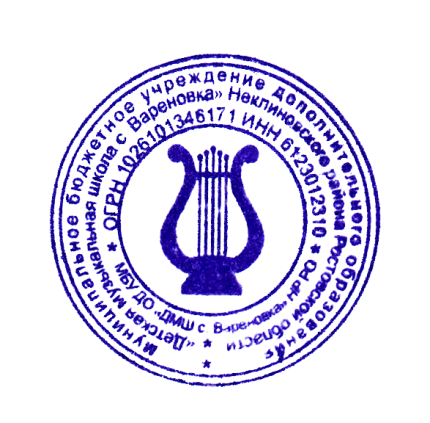 Муниципальное бюджетное учреждение дополнительного образования *
«Детская музыкальная школа с Вареновка» Неклиновского района Ростовской области *
ОГРН 1026101346171 ИНН 6123012310 *
МБУ ДО «ДМШ с Вареновка» НР РО *